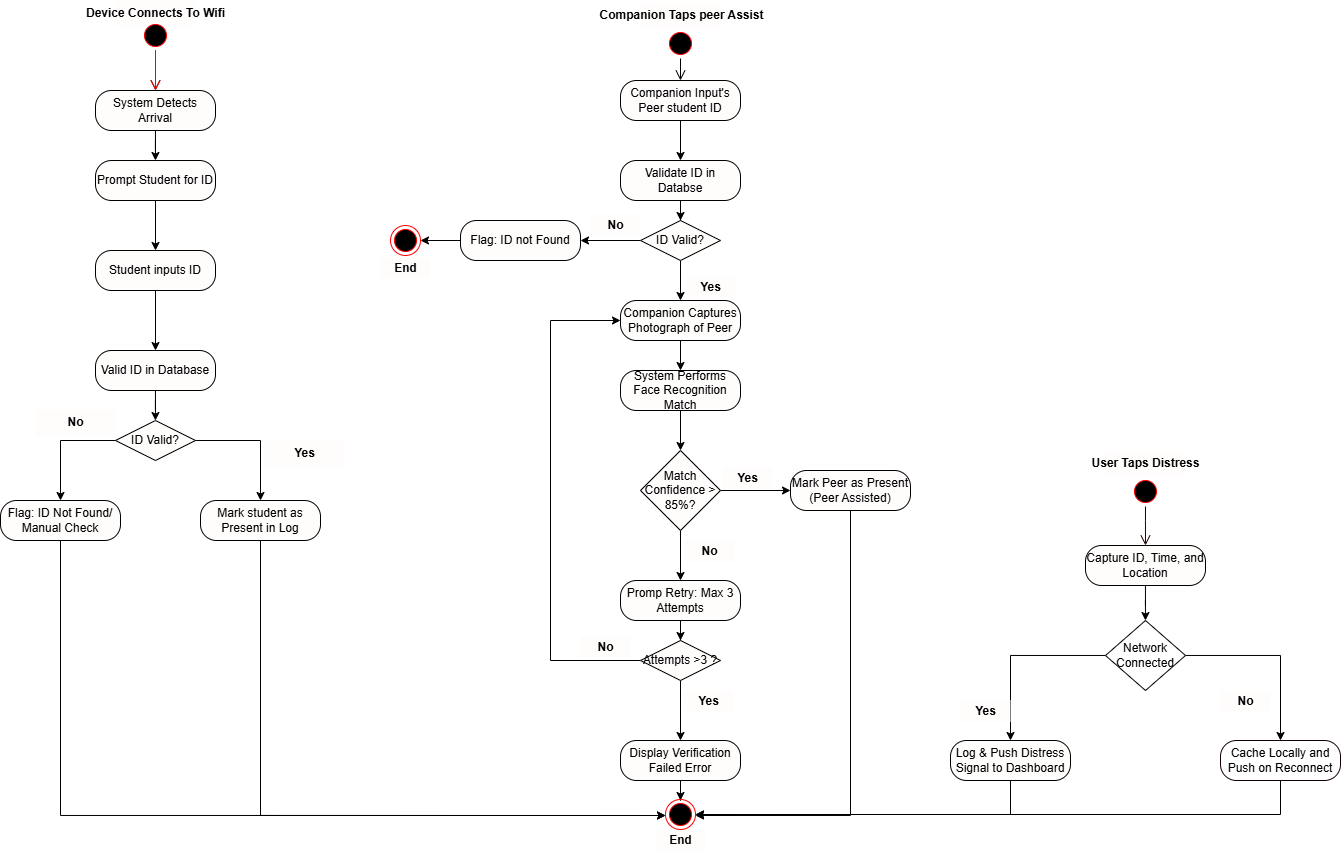 Device Connects To Wifi
System Detects
Arrival
Prompt Student for ID
Student inputs ID
Valid ID in Database
ID Valid?
No
Yes
Flag: ID Not Found/
Manual Check
Mark student as
Present in Log
Companion Taps peer Assist
Companion Input's
Peer student ID
Validate ID in
Databse
ID Valid?
No
Flag: ID not Found
End
Yes
Companion Captures
Photograph of Peer
System Performs
Face Recognition
Match
Match
Confidence >
85%?
Yes
Mark Peer as Present
(Peer Assisted)
No
Promp Retry: Max 3
Attempts
Attempts >3 ?
No
Yes
Display Verification
Failed Error
End
User Taps Distress
Capture ID, Time, and
Location
Network
Connected
Yes
No
Log & Push Distress
Signal to Dashboard
Cache Locally and
Push on Reconnect